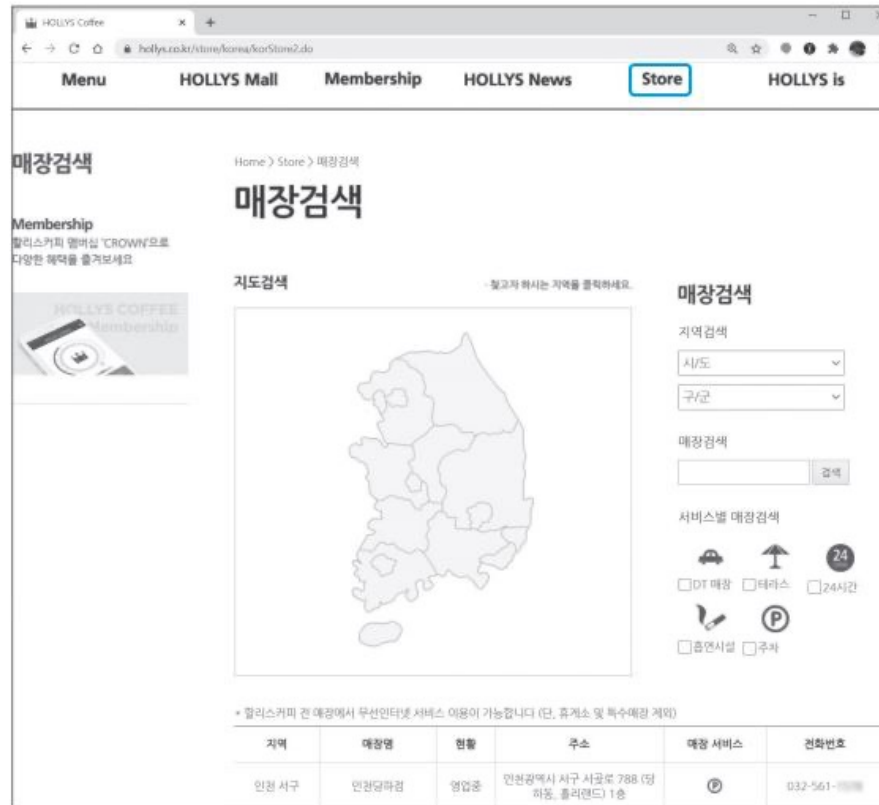 HOLLYS Coffee
hollys.co.kr/store/korea/korStore2.do
Menu HOLLYS Mall Membership HOLLYS News Store HOLLYS is
매장검색
Membership
할리스커피 멤버십 'CROWN'으로
다양한 혜택을 즐겨보세요
HOLLYS COFFEE
Membership
Home > Store > 매장검색
매장검색
지도검색
- 찾고자 하시는 지역을 클릭하세요.
매장검색
지역검색
시/도
구/군
매장검색
검색
서비스별 매장검색
24
DT 매장 테라스 24시간
P
흡연시설 주차
* 할리스커피 전 매장에서 무선인터넷 서비스 이용이 가능합니다 (단, 휴게소 및 특수매장 제외)
지역 매장명 현황 주소 매장 서비스 전화번호
인천 서구 인천당하점 영업중 인천광역시 서구 서곶로 788 (당
하동, 홀리랜드) 1층 P 032-561-